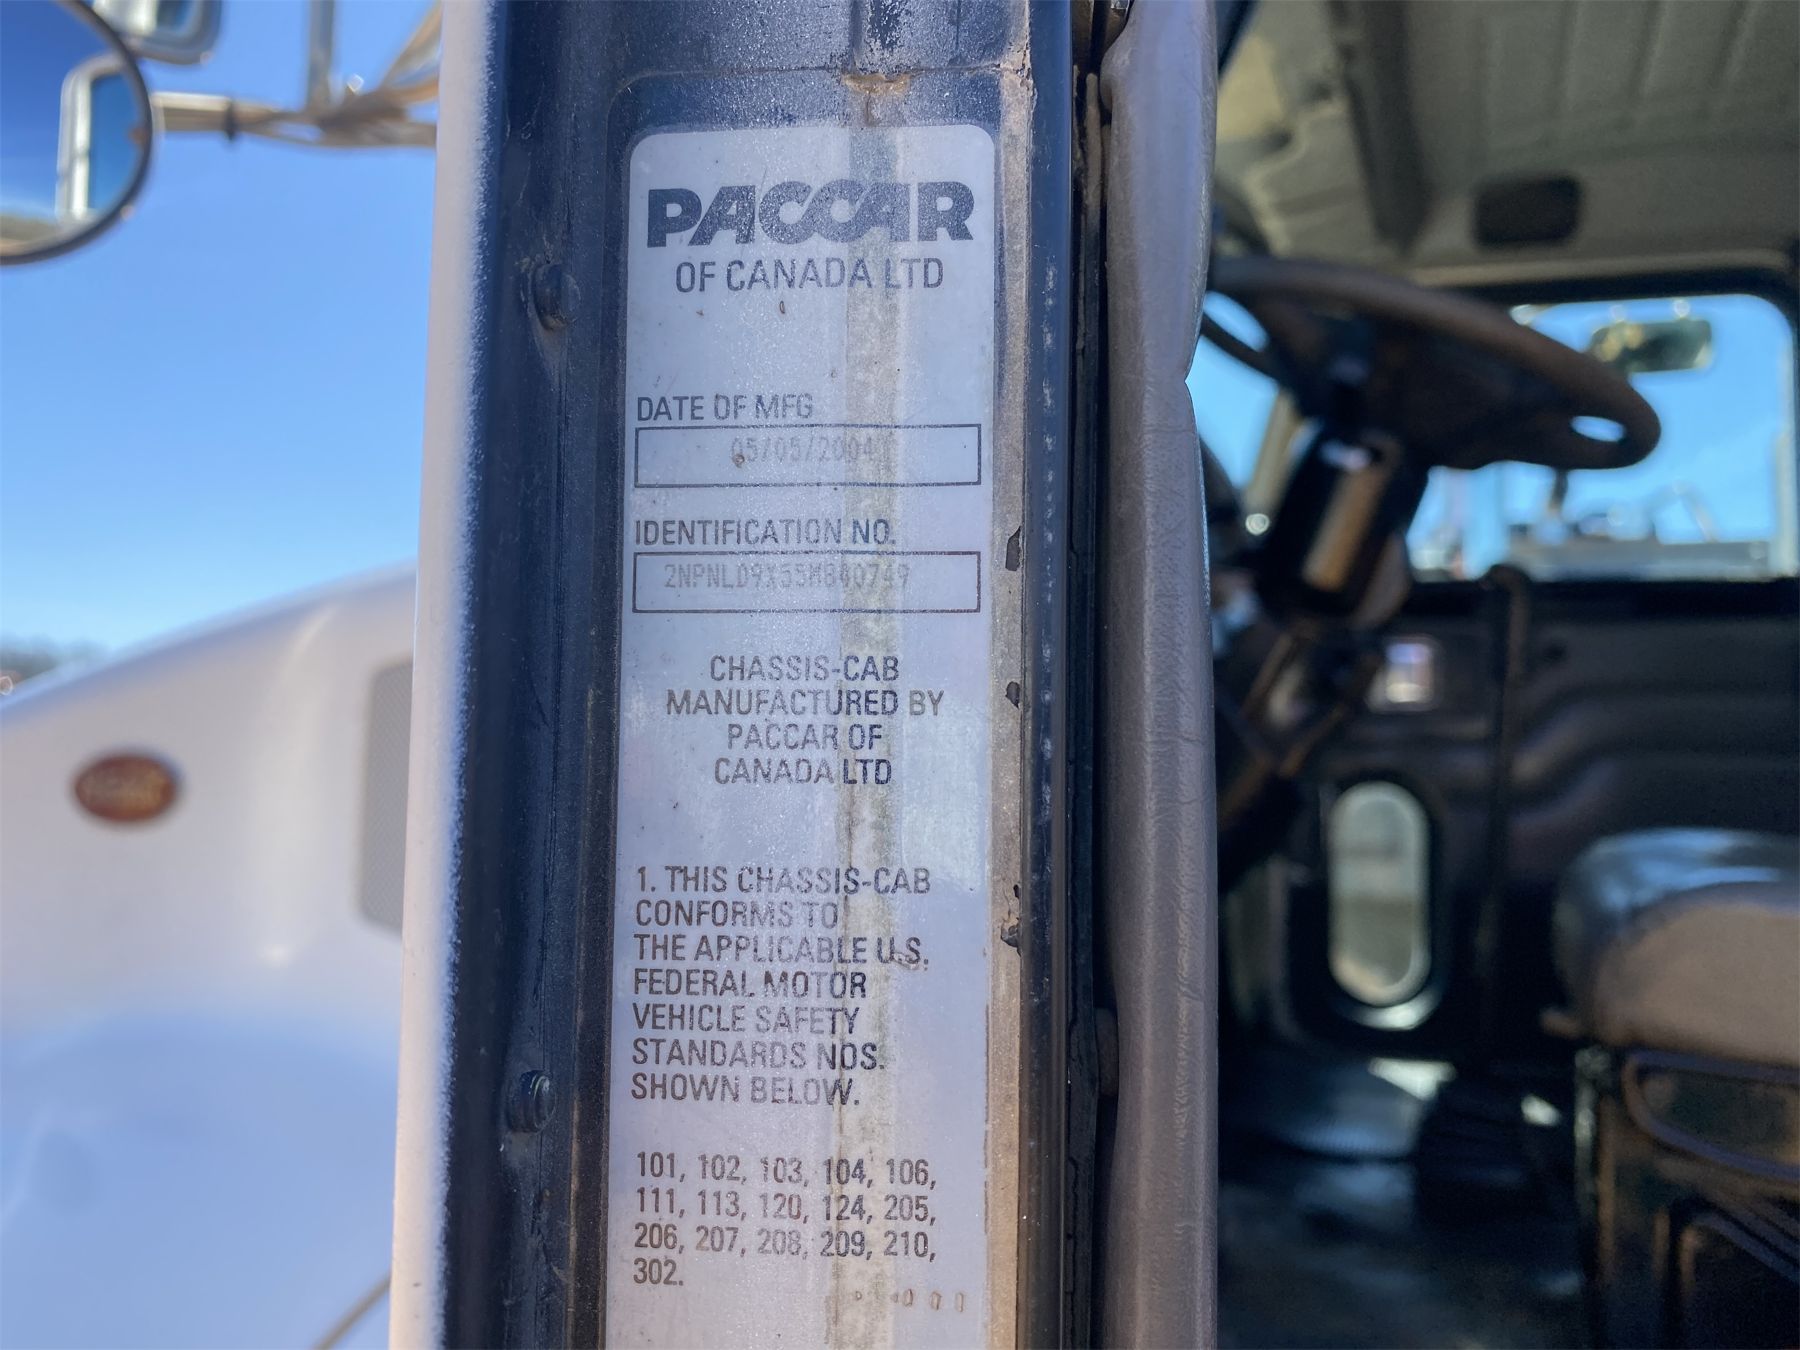 PACCAR
OF CANADA LTD
DATE OF MFG
05/05/2004
IDENTIFICATION NO.
2NPNLD9X55M840749
CHASSIS-CAB
MANUFACTURED BY
PACCAR OF
CANADA LTD
1. THIS CHASSIS-CAB
CONFORMS TO
THE APPLICABLE U.S.
FEDERAL MOTOR
VEHICLE SAFETY
STANDARDS NOS.
SHOWN BELOW.
101, 102, 103, 104, 106,
111, 113, 120, 124, 205,
206, 207, 208, 209, 210,
302.